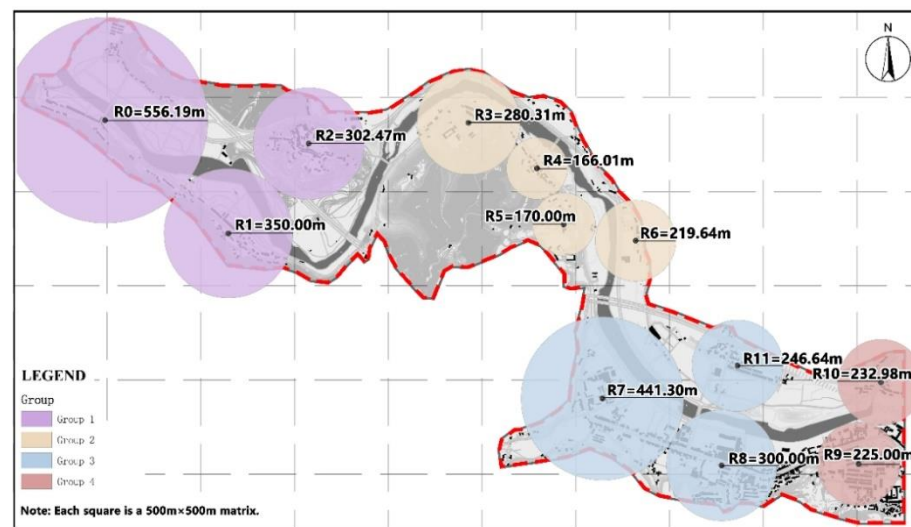 N
R0=556.19m
R2=302.47m
R3=280.31m
R4=166.01m
R1=350.00m
R5=170.00m
R6=219.64m
R11=246.64m
R10=232.98m
R7=441.30m
R8=300.00m
R9=225.00m
LEGEND
Group
Group 1
Group 2
Group 3
Group 4
Note: Each square is a 500m×500m matrix.